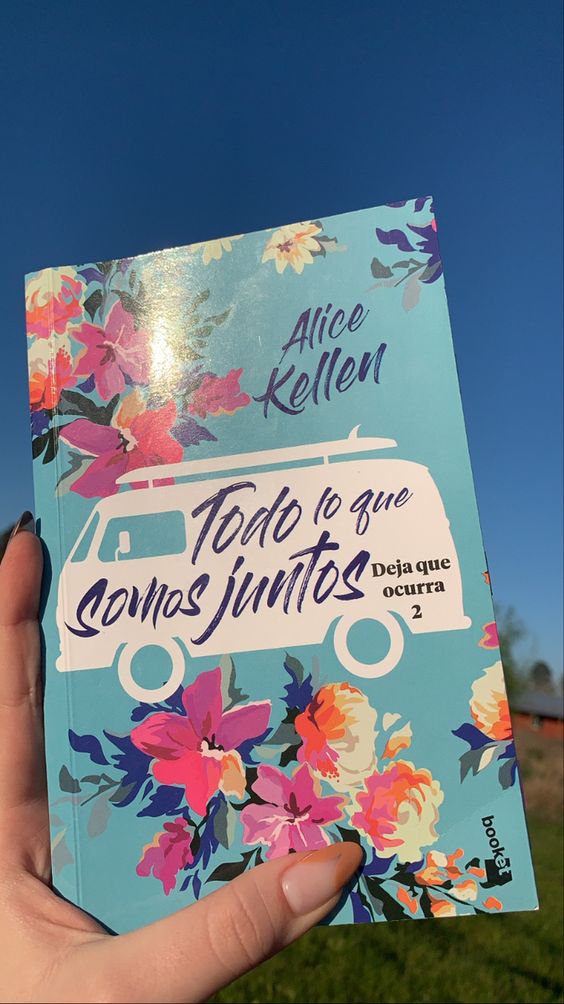 Alice
Kellen
Todo lo que
somos juntos
Deja que
ocurra
2
booket